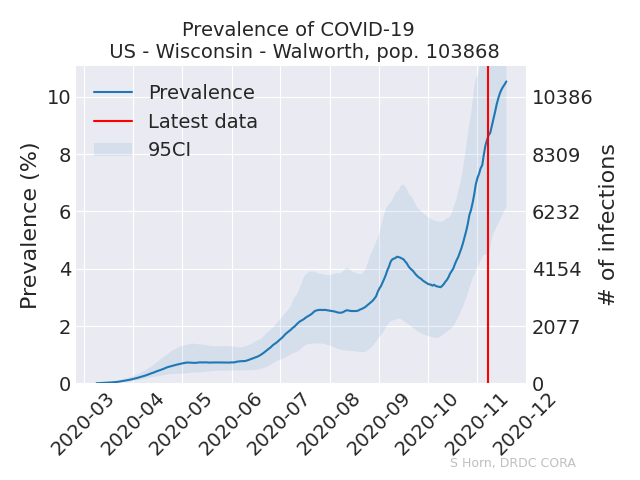 Prevalence of COVID-19
US - Wisconsin - Walworth, pop. 103868
Prevalence
Latest data
95CI
Prevalence (%)
10
8
6
4
2
0
10386
8309
6232
4154
2077
0
# of infections
2020-03
2020-04
2020-05
2020-06
2020-07
2020-08
2020-09
2020-10
2020-11
2020-12
S Horn, DRDC CORA